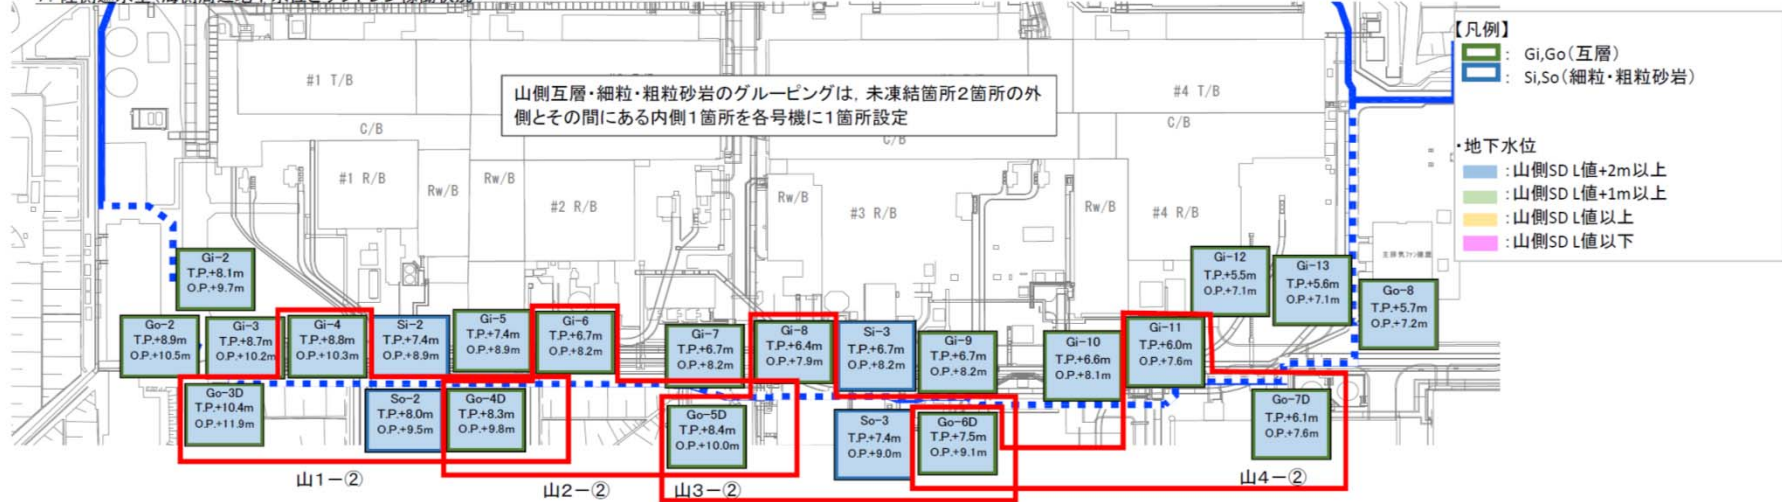 【凡例】
: Gi,Go(互層)
: Si,So(細粒・粗粒砂岩)
・地下水位
:山側SD L値+2m以上
:山側SD L値+1m以上
:山側SD L値以上
:山側SD L値以下
山側互層・細粒・粗粒砂岩のグルーピングは, 未凍結箇所2箇所の外
側とその間にある内側1箇所を各号機に1箇所設定
#1 T/B
#4 T/B
C/B
C/B
C/B
#1 R/B
Rw/B
Rw/B
#2 R/B
Rw/B
#3 R/B
Rw/B
#4 R/B
Gi-2
T.P.+8.1m
O.P.+9.7m
Go-2
T.P.+8.9m
O.P.+10.5m
Gi-3
T.P.+8.7m
O.P.+10.2m
Gi-4
T.P.+8.8m
O.P.+10.3m
Si-2
T.P.+7.4m
O.P.+8.9m
Gi-5
T.P.+7.4m
O.P.+8.9m
Gi-6
T.P.+6.7m
O.P.+8.2m
Gi-7
T.P.+6.7m
O.P.+8.2m
Gi-8
T.P.+6.4m
O.P.+7.9m
Si-3
T.P.+6.7m
O.P.+8.2m
Gi-9
T.P.+6.7m
O.P.+8.2m
Gi-10
T.P.+6.6m
O.P.+8.1m
Gi-11
T.P.+6.0m
O.P.+7.6m
Gi-12
T.P.+5.5m
O.P.+7.1m
Gi-13
T.P.+5.6m
O.P.+7.1m
Go-8
T.P.+5.7m
O.P.+7.2m
Go-3D
T.P.+10.4m
O.P.+11.9m
So-2
T.P.+8.0m
O.P.+9.5m
Go-4D
T.P.+8.3m
O.P.+9.8m
Go-5D
T.P.+8.4m
O.P.+10.0m
So-3
T.P.+7.4m
O.P.+9.0m
Go-6D
T.P.+7.5m
O.P.+9.1m
Go-7D
T.P.+6.1m
O.P.+7.6m
山1-②
山2-②
山3-②
山4-②